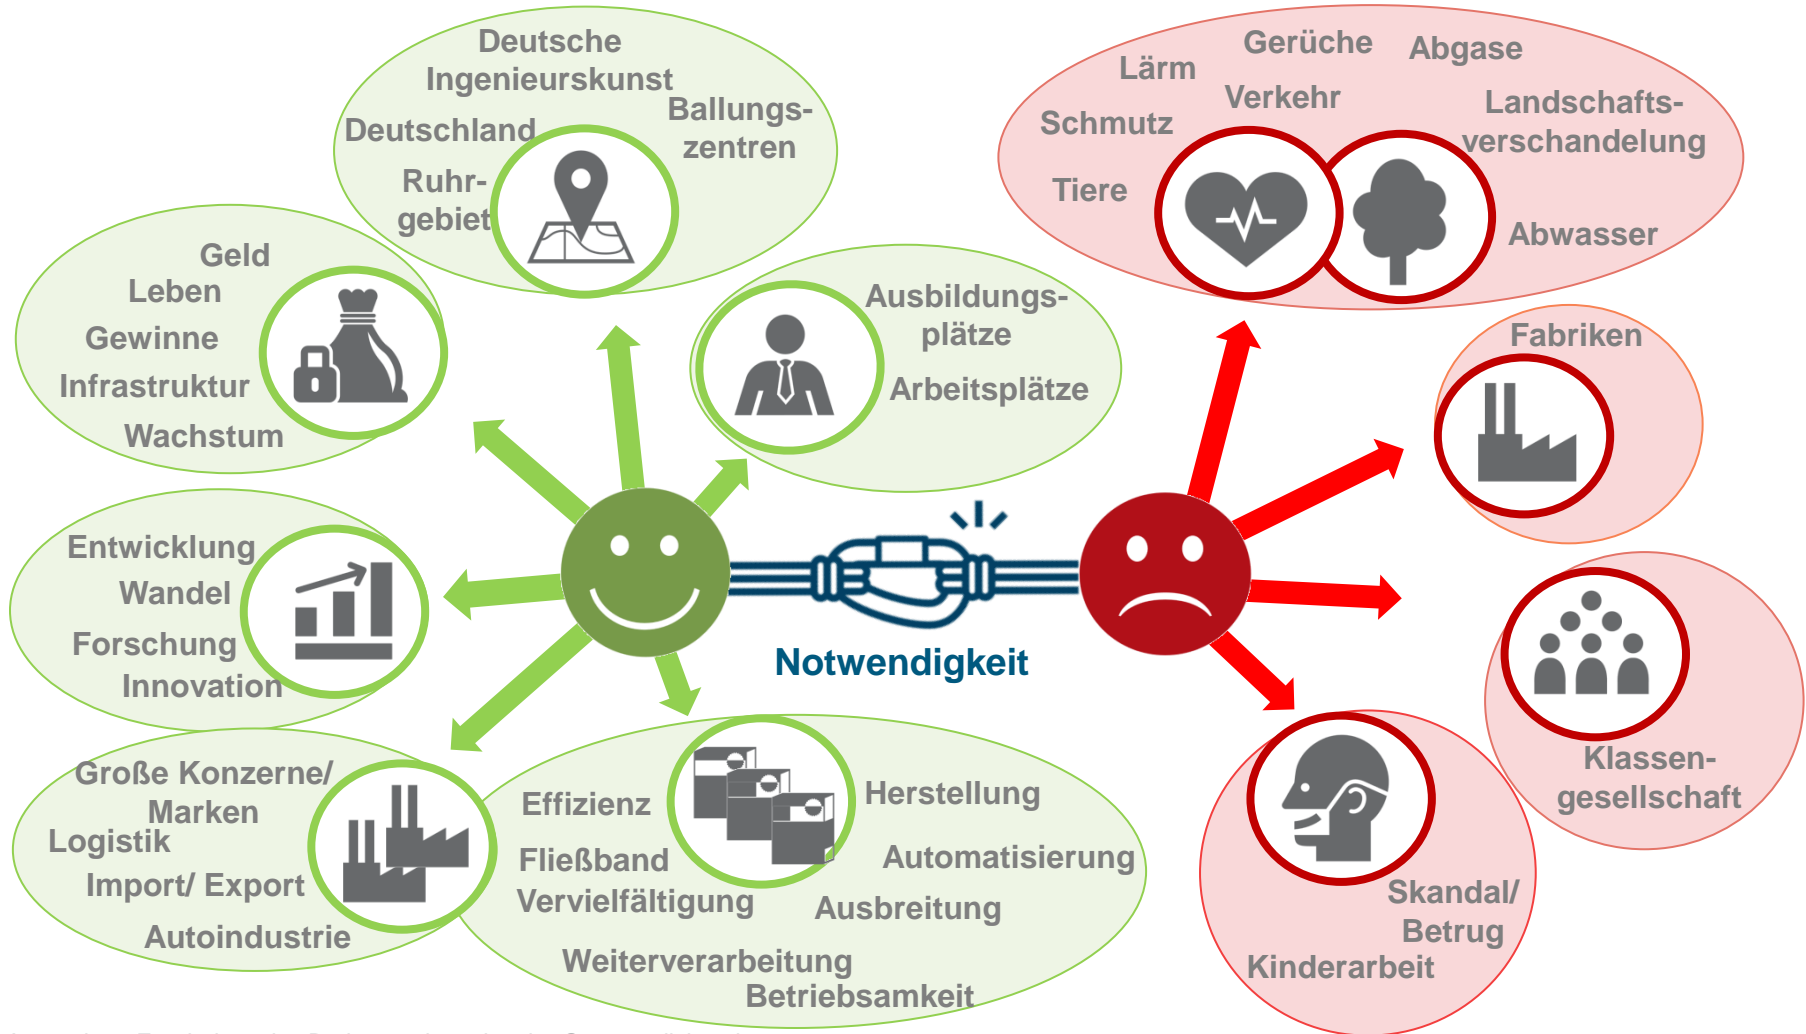 Deutsche
Ingenieurskunst
Ballungs-
zentren
Deutschland
Ruhr-
gebiet
Geld
Leben
Gewinne
Infrastruktur
Wachstum
Ausbildungs-
plätze
Arbeitsplätze
Entwicklung
Wandel
Forschung
Innovation
Große Konzerne/
Marken
Logistik
Import/ Export
Autoindustrie
Effizienz
Herstellung
Fließband
Automatisierung
Vervielfältigung
Ausbreitung
Weiterverarbeitung
Betriebsamkeit
Notwendigkeit
Gerüche
Abgase
Lärm
Verkehr
Landschafts-
verschandelung
Schmutz
Tiere
Abwasser
Fabriken
Klassen-
gesellschaft
Skandal/
Betrug
Kinderarbeit